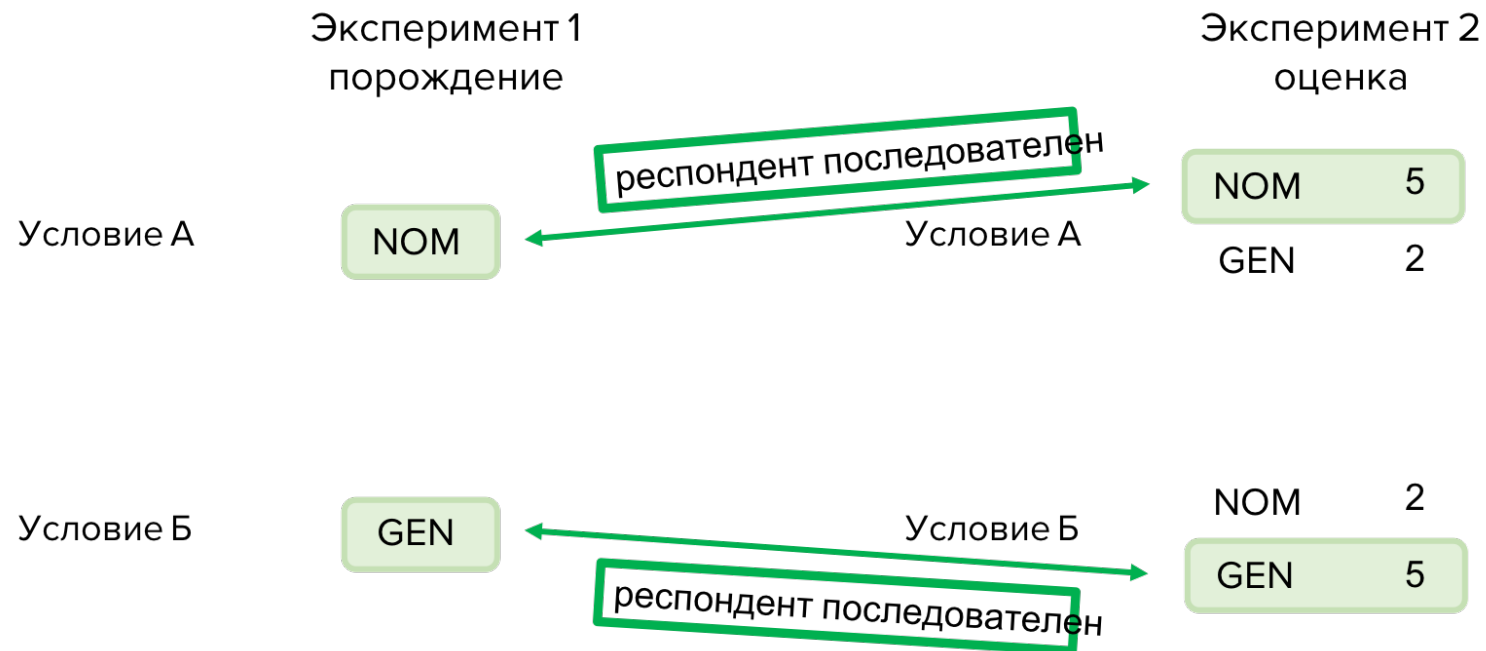 Эксперимент 1
порождение
Эксперимент 2
оценка
респондент последователен
Условие А
NOM
Условие А
NOM 5
GEN 2
Условие Б
GEN
Условие Б
NOM 2
GEN 5
респондент последователен